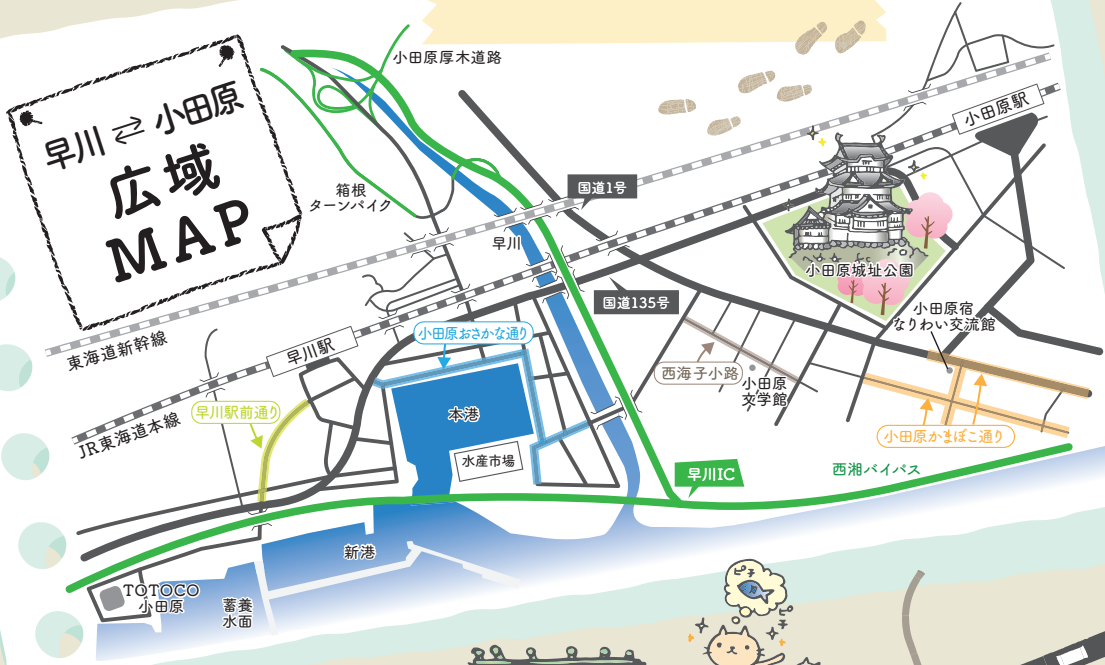 早川 ⇄ 小田原
広域
MAP
小田原厚木道路
箱根
ターンパイク
国道1号
早川
小田原駅
小田原城址公園
国道135号
小田原宿
なりわい交流館
東海道新幹線
早川駅
小田原おさかな通り
西海子小路
小田原
文学館
早川駅前通り
JR東海道本線
本港
水産市場
小田原かまぼこ通り
早川IC
西湘バイパス
新港
TOTOCO
小田原
蓄養
水面
ピチ
ピチ